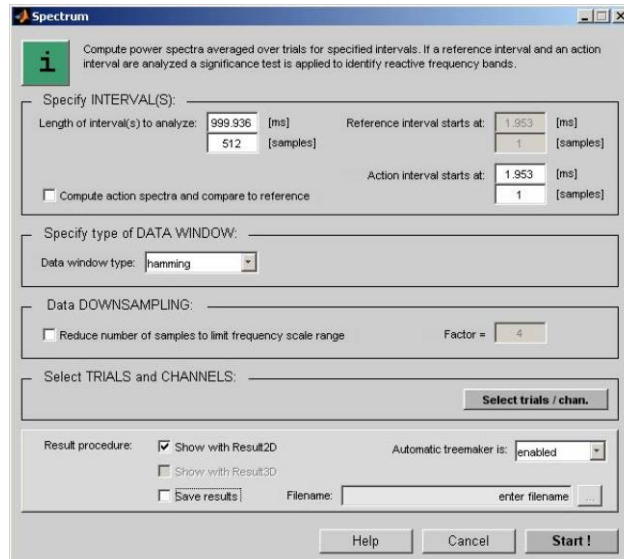 Spectrum
i
Compute power spectra averaged over trials for specified intervals. If a reference interval and an action
interval are analyzed a significance test is applied to identify reactive frequency bands.
Specify INTERVAL(S):
Length of interval(s) to analyze: 999.936 [ms] Reference interval starts at: 1.953 [ms]
512 [samples] 1 [samples]
Action interval starts at: 1.953 [ms]
Compute action spectra and compare to reference 1 [samples]
Specify type of DATA WINDOW:
Data window type: hamming
Data DOWNSAMPLING:
Reduce number of samples to limit frequency scale range Factor = 4
Select TRIALS and CHANNELS:
Select trials / chan.
Result procedure: Show with Result2D Automatic treemaker is: enabled
Show with Result3D
Save results Filename: enter filename ...
Help Cancel Start !